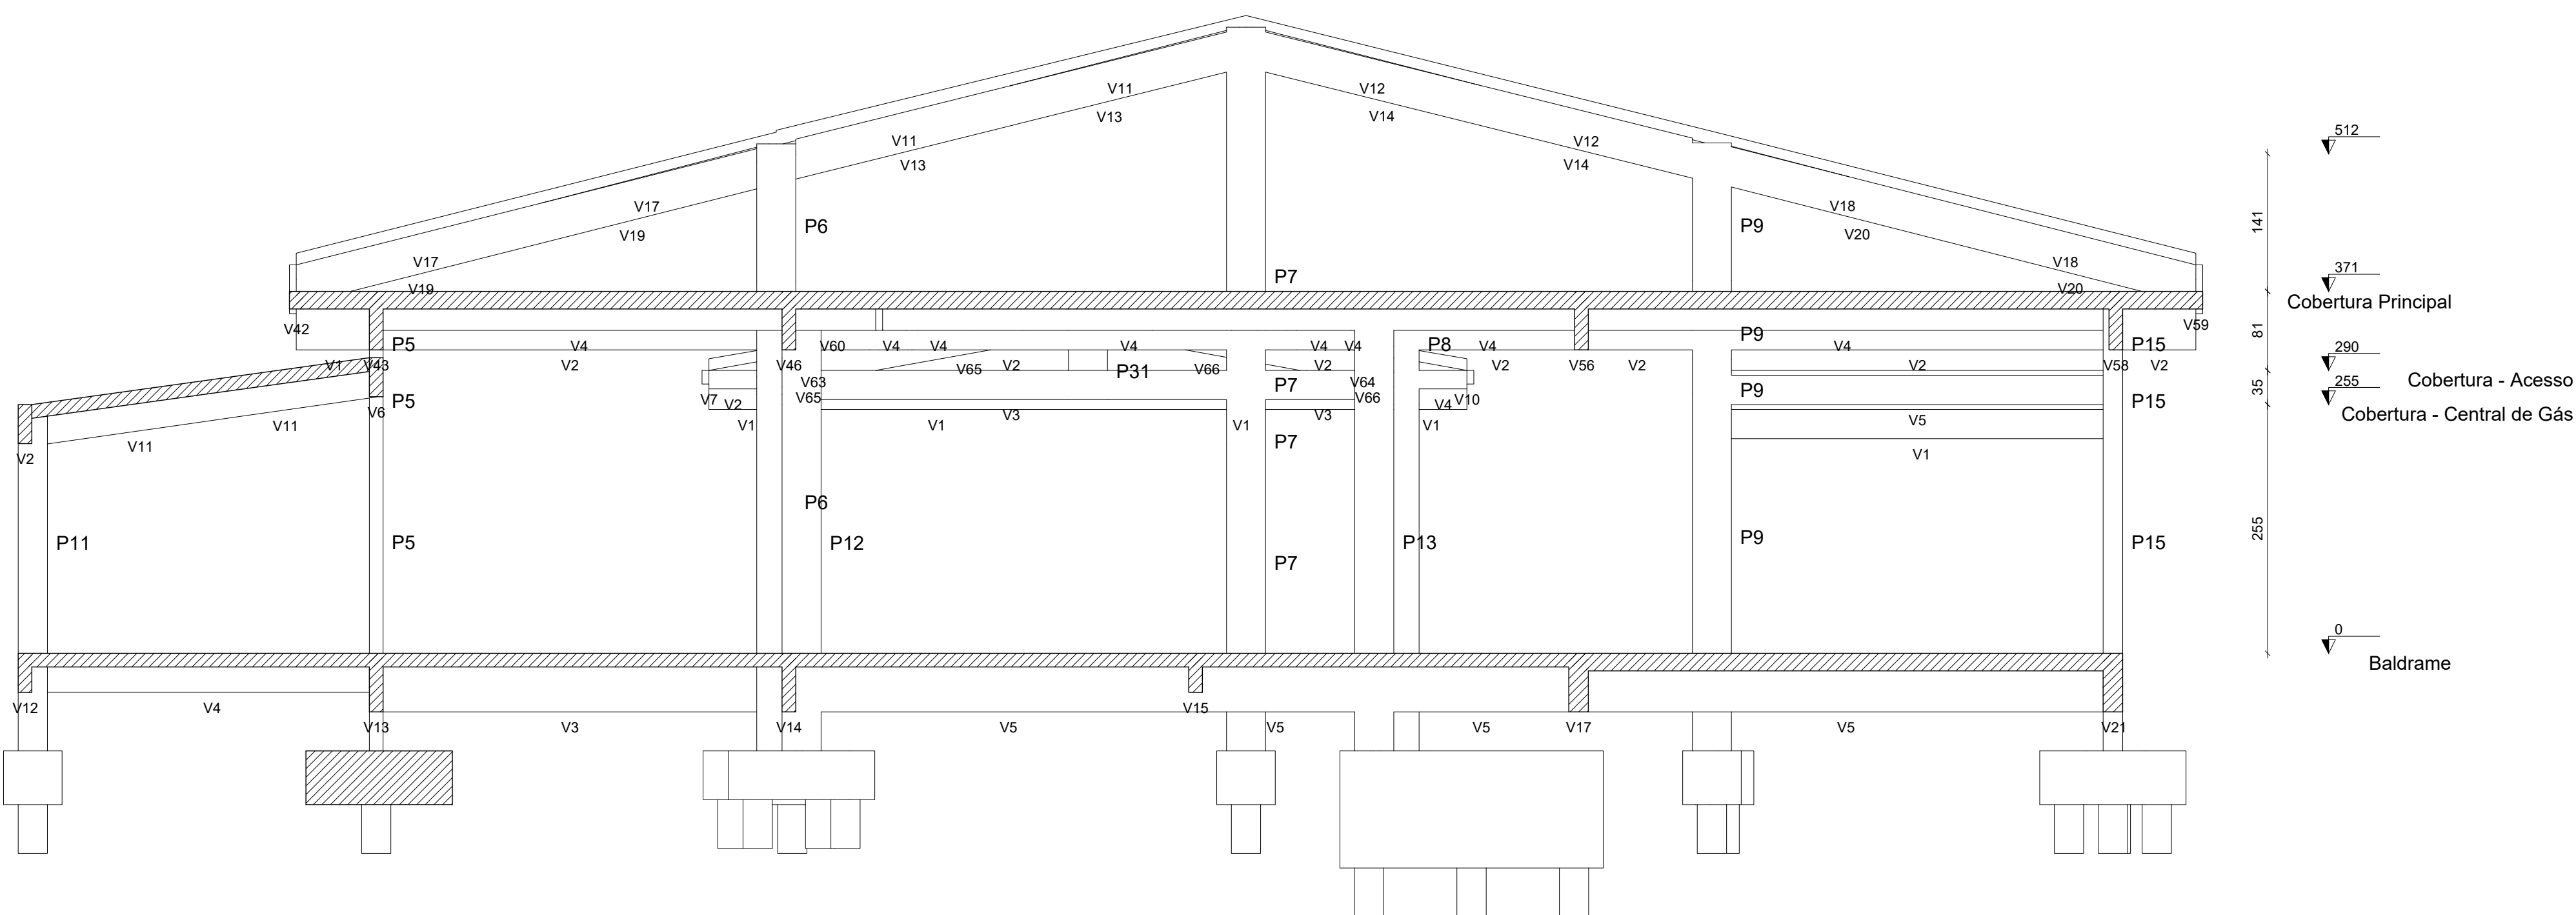 V11 V12
V13 V14
512
V11 V12
V13 V14
V17 V18
P6 P9 141
V19 V20
V17 V18 371
P7
V19 V20
Cobertura Principal
V42 V59
P9 81
P5 V4 V60 V4 V4 V4 V4 V4 P8 V4 V4 P15 290
V1 V43 V2 V46 V65 V2 P31 V66 V2 V2 V56 V2 V2 V58 V2
V63 P7 V64 Cobertura - Acesso
P5 V7 V2 V65 V66 V4 V10 P9 P15 35 255
V6 V3 V3 Cobertura - Central de Gás
V11 V11 V1 V1 V1 V1 V5
P7
V2 V1
P6
P11 P5 P12 P13 P9 P15 255
P7
0
Baldrame
V12 V4 V15
V13 V3 V14 V5 V5 V5 V17 V5 V21